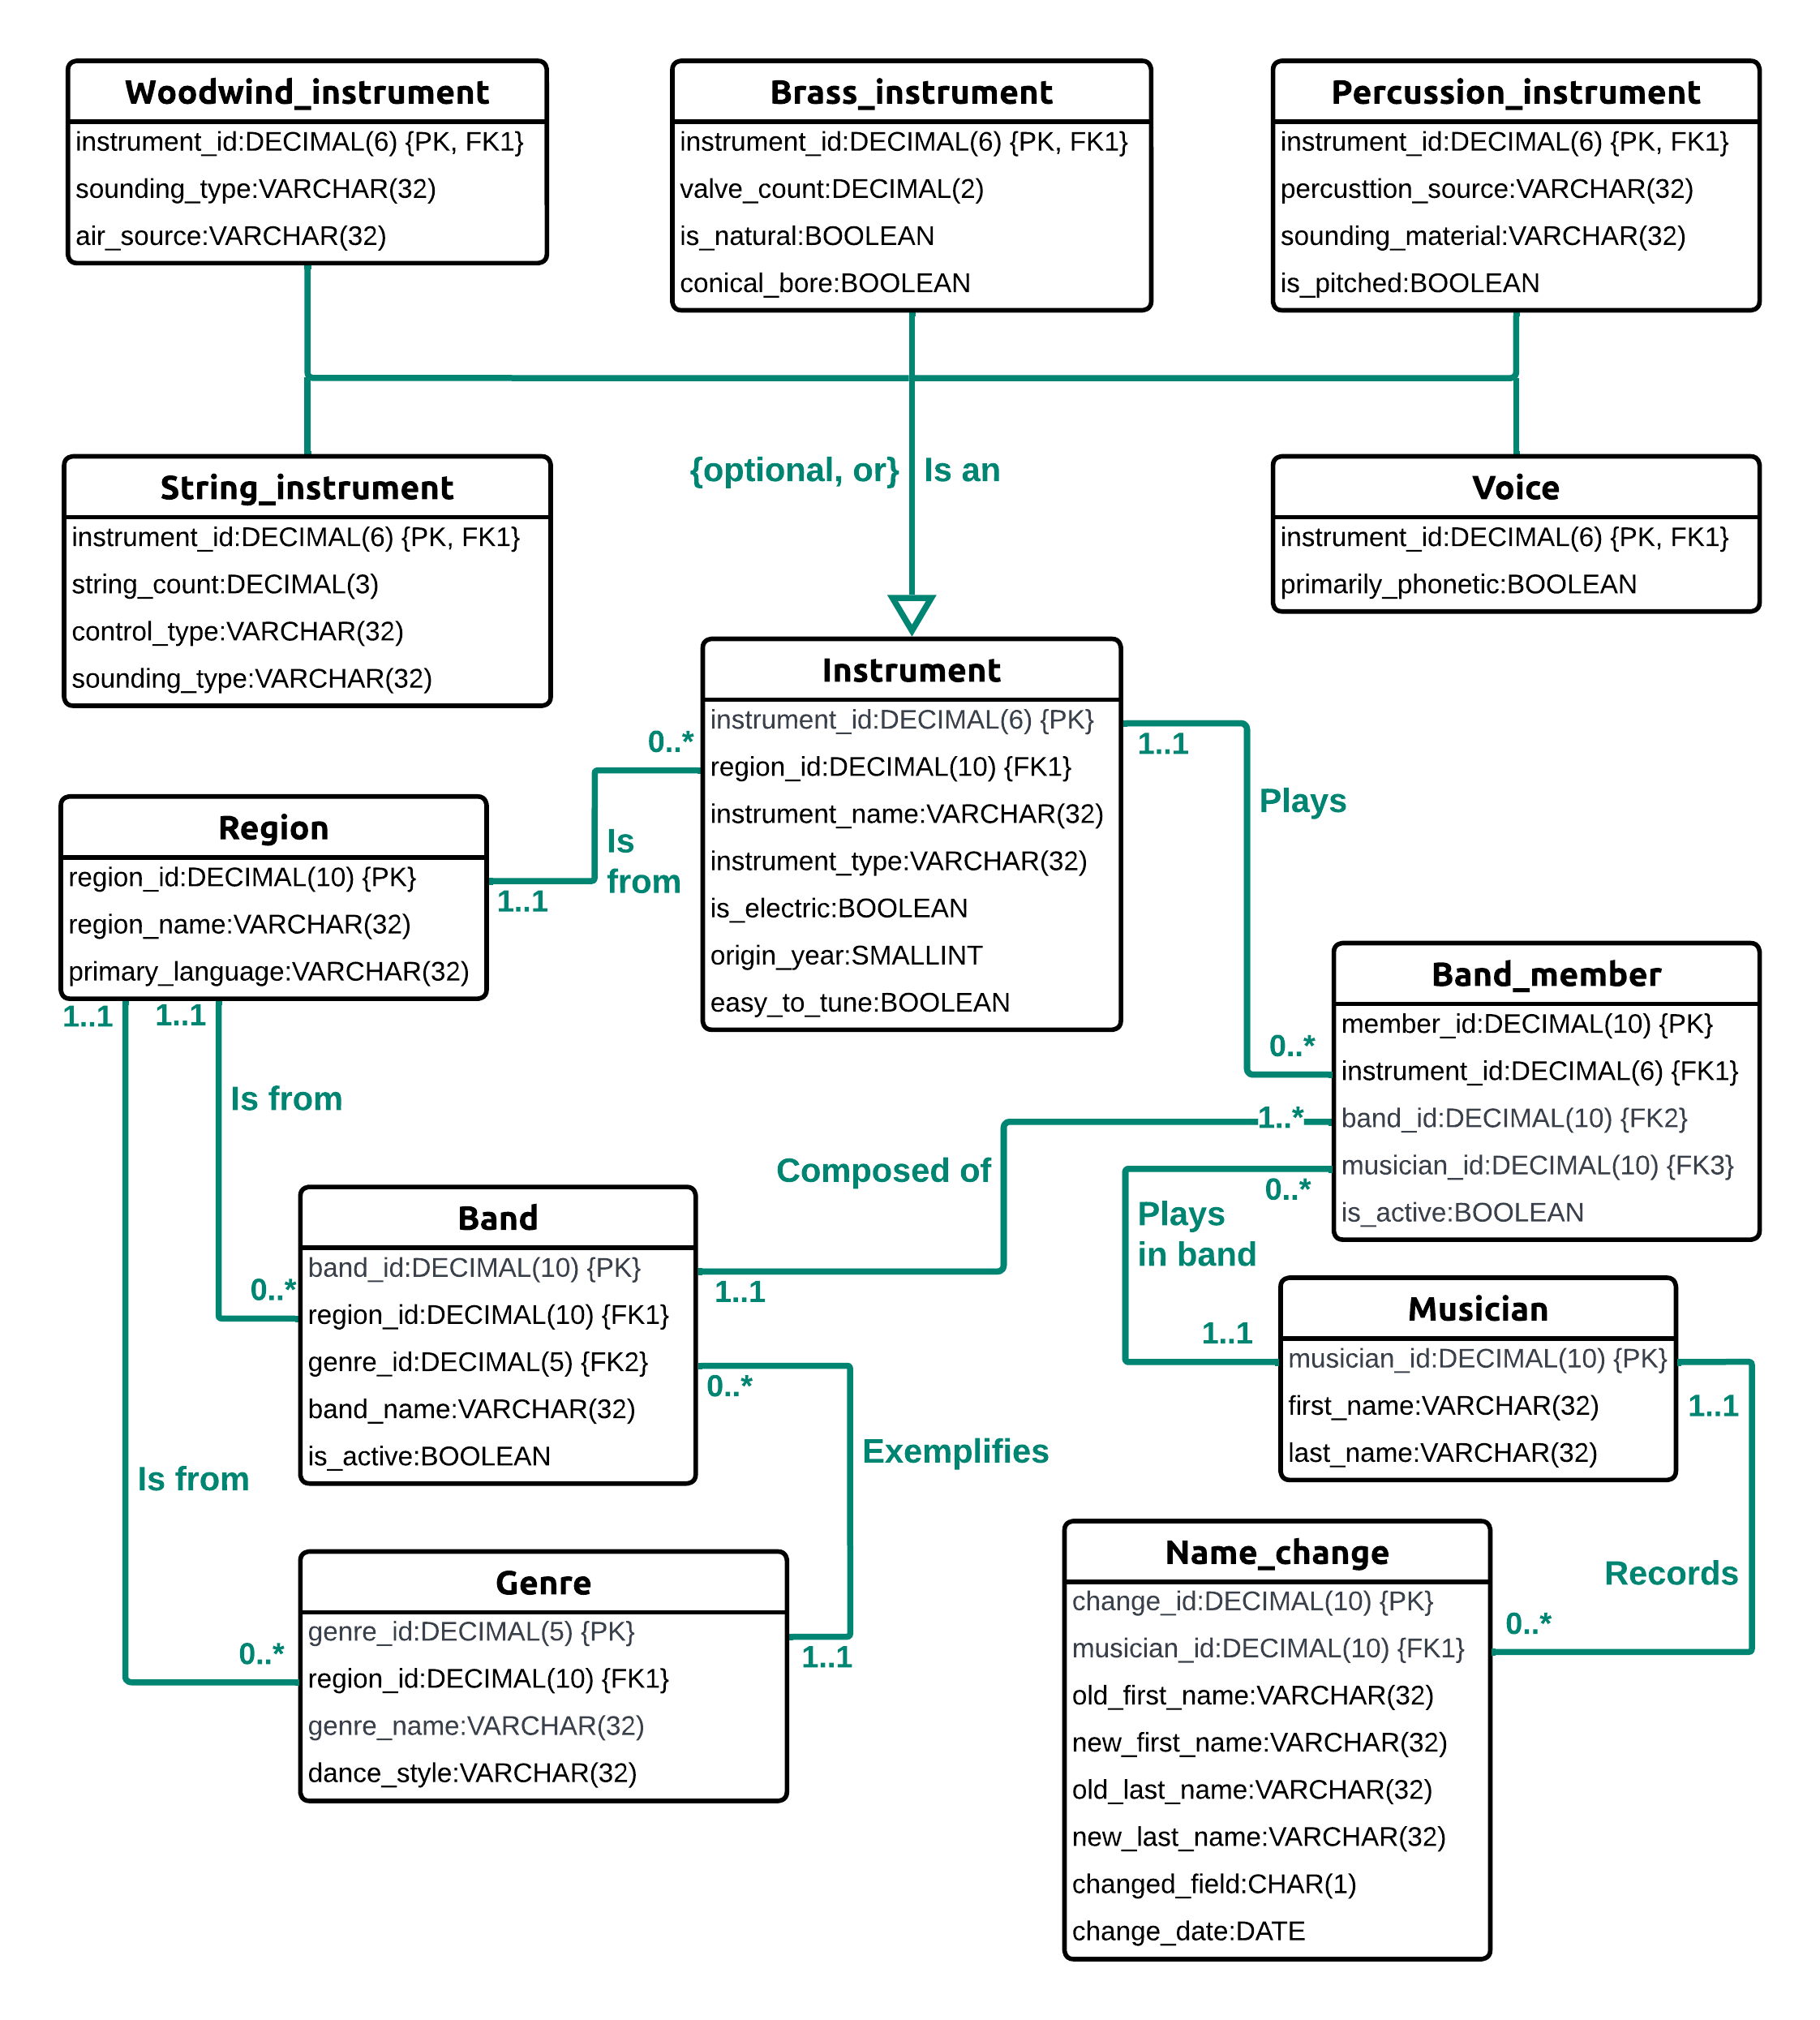 Woodwind_instrument
instrument_id:DECIMAL(6) {PK, FK1}
sounding_type:VARCHAR(32)
air_source:VARCHAR(32)
Brass_instrument
instrument_id:DECIMAL(6) {PK, FK1}
valve_count:DECIMAL(2)
is_natural:BOOLEAN
conical_bore:BOOLEAN
Percussion_instrument
instrument_id:DECIMAL(6) {PK, FK1}
percusttion_source:VARCHAR(32)
sounding_material:VARCHAR(32)
is_pitched:BOOLEAN
String_instrument
instrument_id:DECIMAL(6) {PK, FK1}
string_count:DECIMAL(3)
control_type:VARCHAR(32)
sounding_type:VARCHAR(32)
{optional, or}
Is an
Voice
instrument_id:DECIMAL(6) {PK, FK1}
primarily_phonetic:BOOLEAN
Instrument
instrument_id:DECIMAL(6) {PK}
region_id:DECIMAL(10) {FK1}
instrument_name:VARCHAR(32)
instrument_type:VARCHAR(32)
is_electric:BOOLEAN
origin_year:SMALLINT
easy_to_tune:BOOLEAN
0..*
Is
from
1..1
1..1
Plays
0..*
Region
region_id:DECIMAL(10) {PK}
region_name:VARCHAR(32)
primary_language:VARCHAR(32)
1..1
1..1
Is from
0..*
Is from
0..*
Band_member
member_id:DECIMAL(10) {PK}
instrument_id:DECIMAL(6) {FK1}
band_id:DECIMAL(10) {FK2}
musician_id:DECIMAL(10) {FK3}
is_active:BOOLEAN
1..*
Composed of
1..1
0..*
Plays
in band
1..1
Band
band_id:DECIMAL(10) {PK}
region_id:DECIMAL(10) {FK1}
genre_id:DECIMAL(5) {FK2}
band_name:VARCHAR(32)
is_active:BOOLEAN
0..*
Exemplifies
1..1
Musician
musician_id:DECIMAL(10) {PK}
first_name:VARCHAR(32)
last_name:VARCHAR(32)
1..1
Records
0..*
Genre
genre_id:DECIMAL(5) {PK}
region_id:DECIMAL(10) {FK1}
genre_name:VARCHAR(32)
dance_style:VARCHAR(32)
Name_change
change_id:DECIMAL(10) {PK}
musician_id:DECIMAL(10) {FK1}
old_first_name:VARCHAR(32)
new_first_name:VARCHAR(32)
old_last_name:VARCHAR(32)
new_last_name:VARCHAR(32)
changed_field:CHAR(1)
change_date:DATE